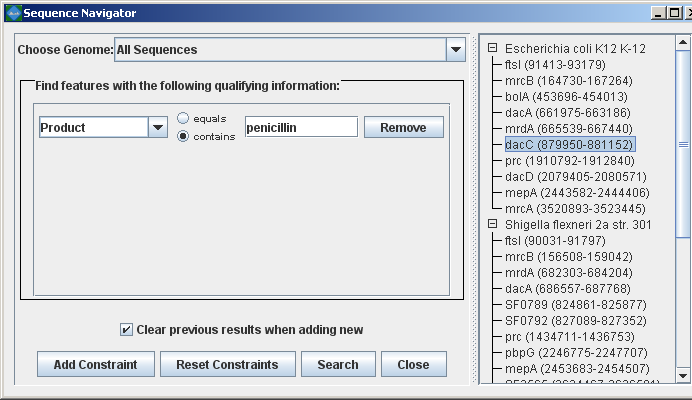 Sequence Navigator
Choose Genome: All Sequences
Find features with the following qualifying information:
Product
equals
contains
penicillin
Remove
Clear previous results when adding new
Add Constraint
Reset Constraints
Search
Close
Escherichia coli K12 K-12
ftsI (91413-93179)
mrcB (164730-167264)
bolA (453696-454013)
dacA (661975-663186)
mrdA (665539-667440)
dacC (879950-881152)
prc (1910792-1912840)
dacD (2079405-2080571)
mepA (2443582-2444406)
mrcA (3520893-3523445)
Shigella flexneri 2a str. 301
ftsI (90031-91797)
mrcB (156508-159042)
mrdA (682303-684204)
dacA (686557-687768)
SF0789 (824861-825877)
SF0792 (827089-827352)
prc (1434711-1436753)
pbpG (2246775-2247707)
mepA (2453683-2454507)